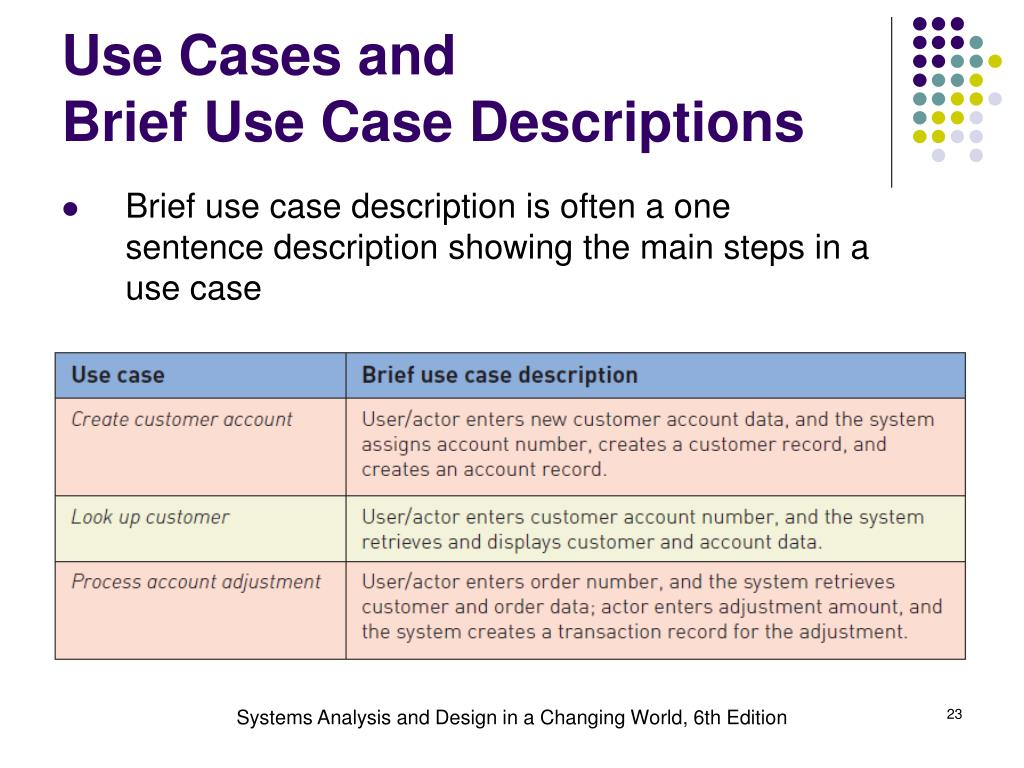 Use Cases and
Brief Use Case Descriptions
Brief use case description is often a one
sentence description showing the main steps in a
use case
Use case
Brief use case description
Create customer account
User/actor enters new customer account data, and the system
assigns account number, creates a customer record, and
creates an account record.
Look up customer
User/actor enters customer account number, and the system
retrieves and displays customer and account data.
Process account adjustment
User/actor enters order number, and the system retrieves
customer and order data; actor enters adjustment amount, and
the system creates a transaction record for the adjustment.
Systems Analysis and Design in a Changing World, 6th Edition
23